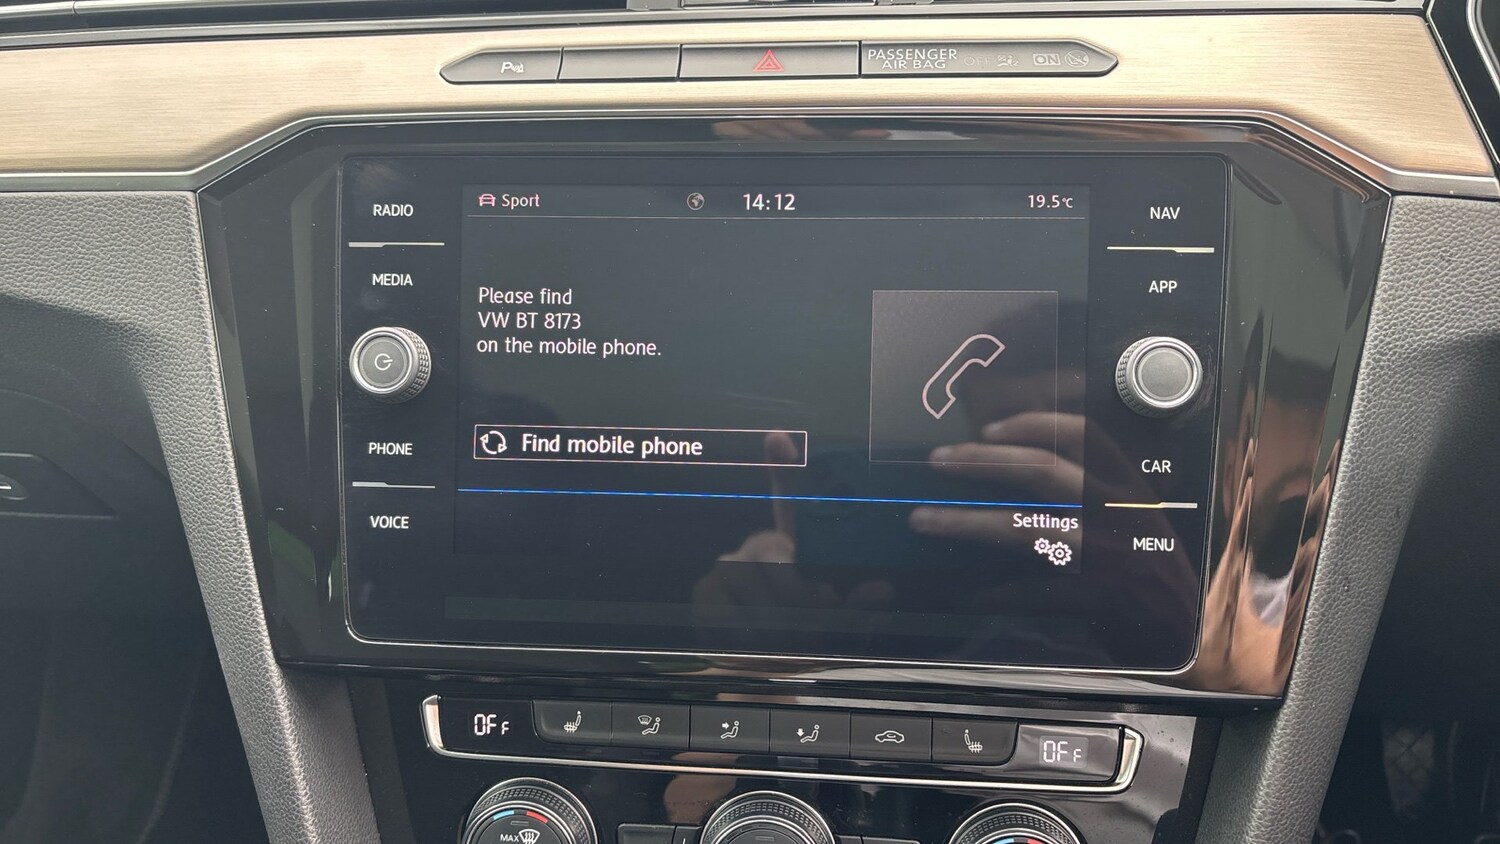 PASSENGER
AIR BAG OFF ON
RADIO
MEDIA
PHONE
VOICE
Sport 14:12 19.5°C
Please find
VW BT 8173
on the mobile phone.
Find mobile phone
Settings
NAV
APP
CAR
MENU
OFF
OFF
MAX